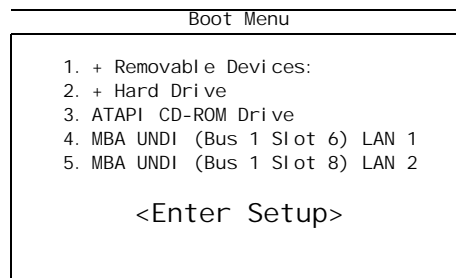 Boot Menu
1. + Removable Devices:
2. + Hard Drive
3. ATAPI CD-ROM Drive
4. MBA UNDI (Bus 1 Slot 6) LAN 1
5. MBA UNDI (Bus 1 Slot 8) LAN 2
<Enter Setup>